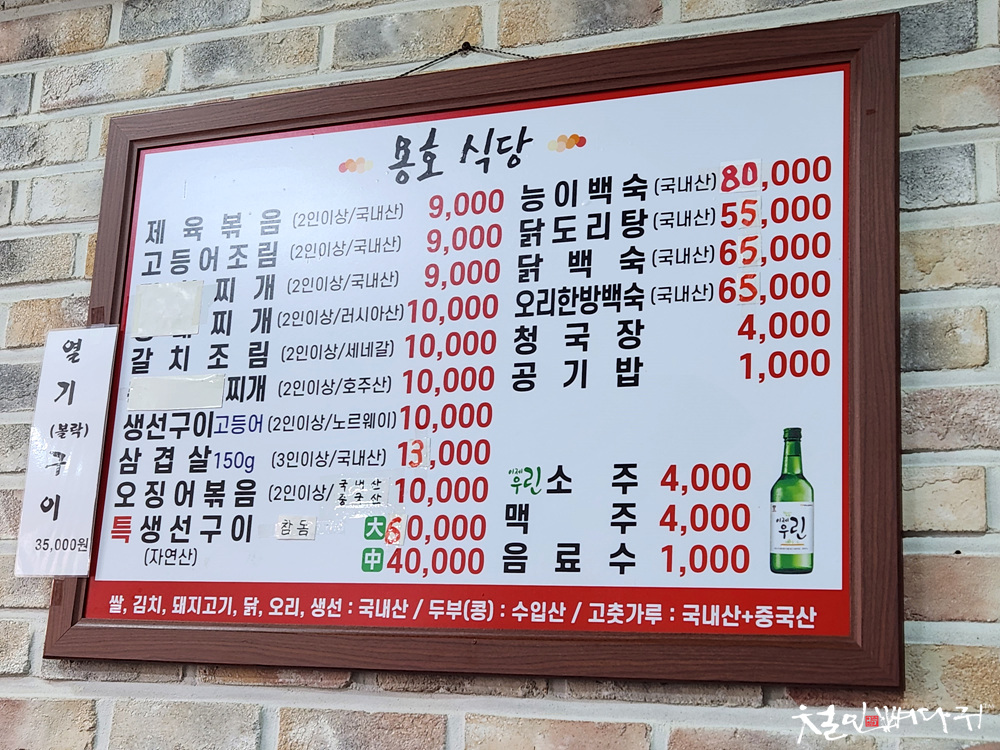 몽호 식당
제육볶음 (2인이상/국내산) 9,000
고등어조림 (2인이상/국내산) 9,000
찌개 (2인이상/국내산) 9,000
찌개 (2인이상/러시아산) 10,000
갈치조림 (2인이상/세네갈) 10,000
찌개 (2인이상/호주산) 10,000
생선구이 고등어 (2인이상/노르웨이) 10,000
삼겹살 150g (3인이상/국내산) 13,000
오징어볶음 (2인이상/국내산 중국산 10,000
특생선구이 참돔 大 60,000
(자연산) 中 40,000
능이백숙 (국내산) 80,000
닭도리탕 (국내산) 55,000
닭백숙 (국내산) 65,000
오리한방백숙 (국내산) 65,000
청국장 4,000
공기밥 1,000
이제우린 소주 4,000
맥주 4,000
음료수 1,000
이제우린
쌀, 김치, 돼지고기, 닭, 오리, 생선 : 국내산 / 두부(콩) : 수입산 / 고춧가루 : 국내산+중국산
열기(볼락)구이
35,000원
철민뼈다귀